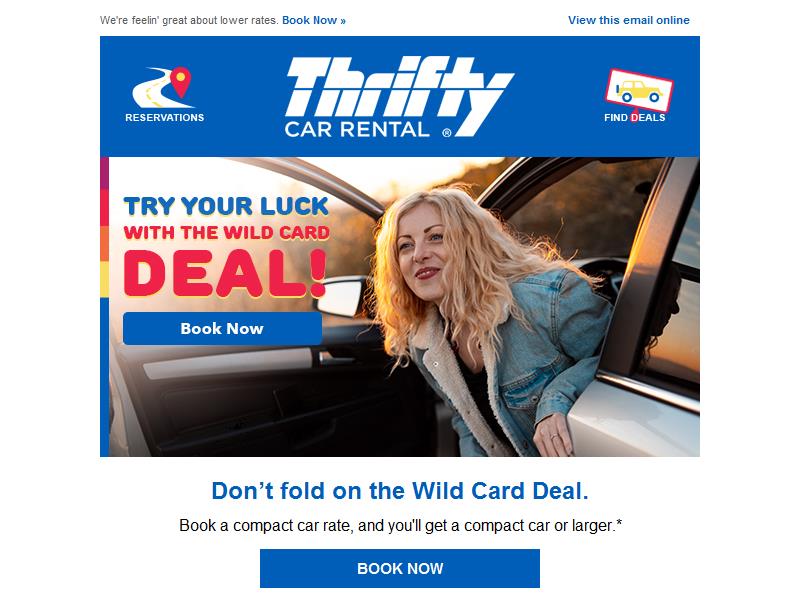 We're feelin' great about lower rates. Book Now »
View this email online
RESERVATIONS
Thrifty
CAR RENTAL ®
FIND DEALS
TRY YOUR LUCK
WITH THE WILD CARD
DEAL!
Book Now
Don’t fold on the Wild Card Deal.
Book a compact car rate, and you'll get a compact car or larger.*
BOOK NOW